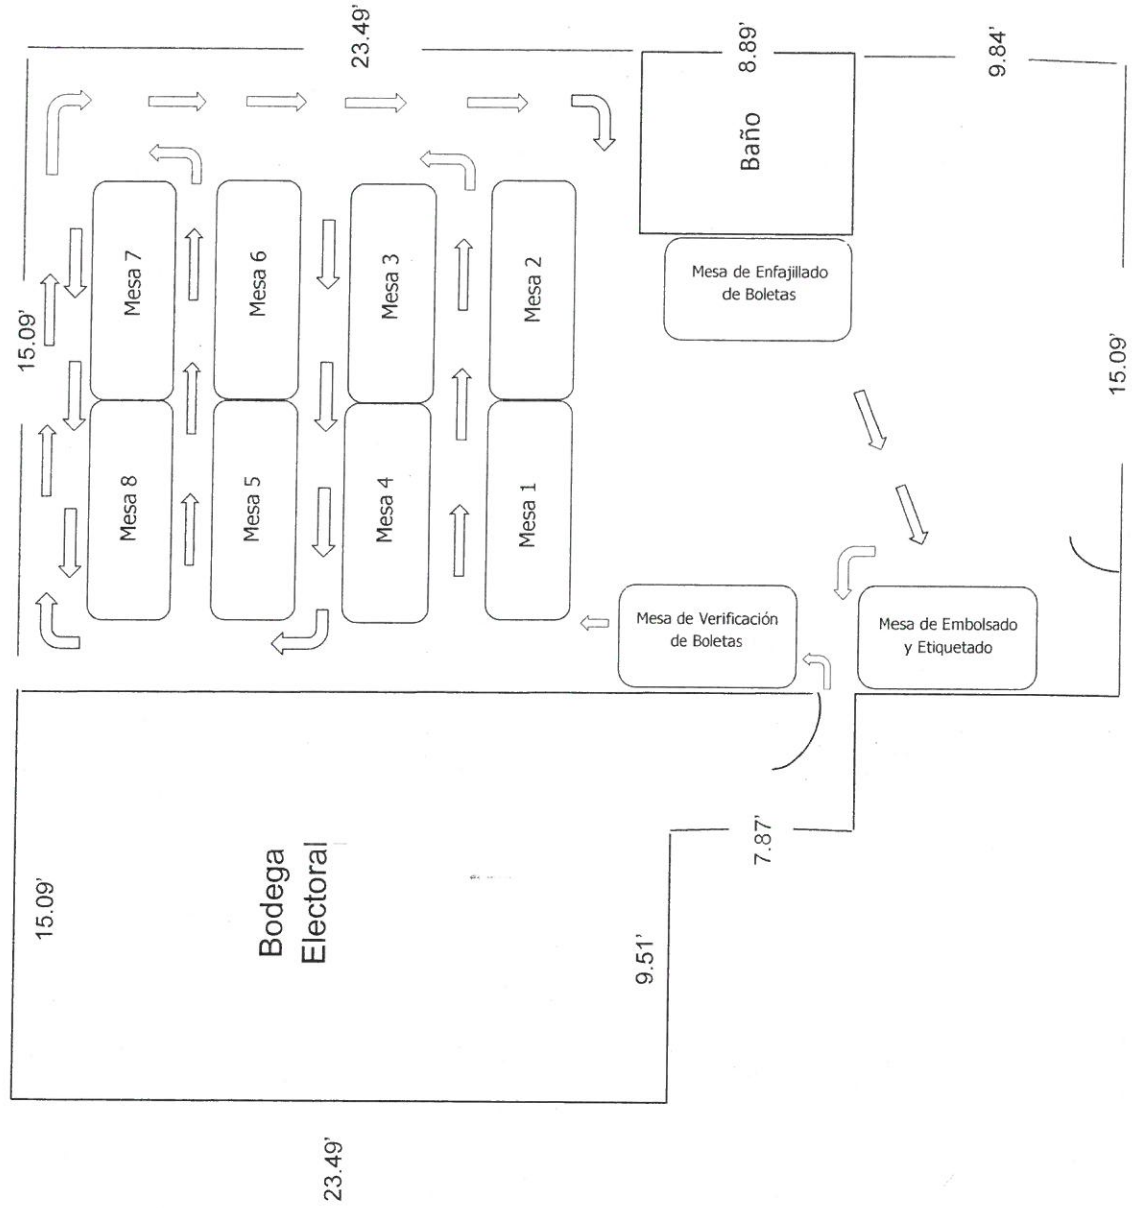 23.49'
8.89'
9.84'
15.09'
Baño
Mesa 7
Mesa 6
Mesa 3
Mesa 2
Mesa de Enfajillado
de Boletas
Mesa 8
Mesa 5
Mesa 4
Mesa 1
15.09'
Mesa de Verificación
de Boletas
Mesa de Embolsado
y Etiquetado
7.87'
15.09'
Bodega
Electoral
9.51'
23.49'